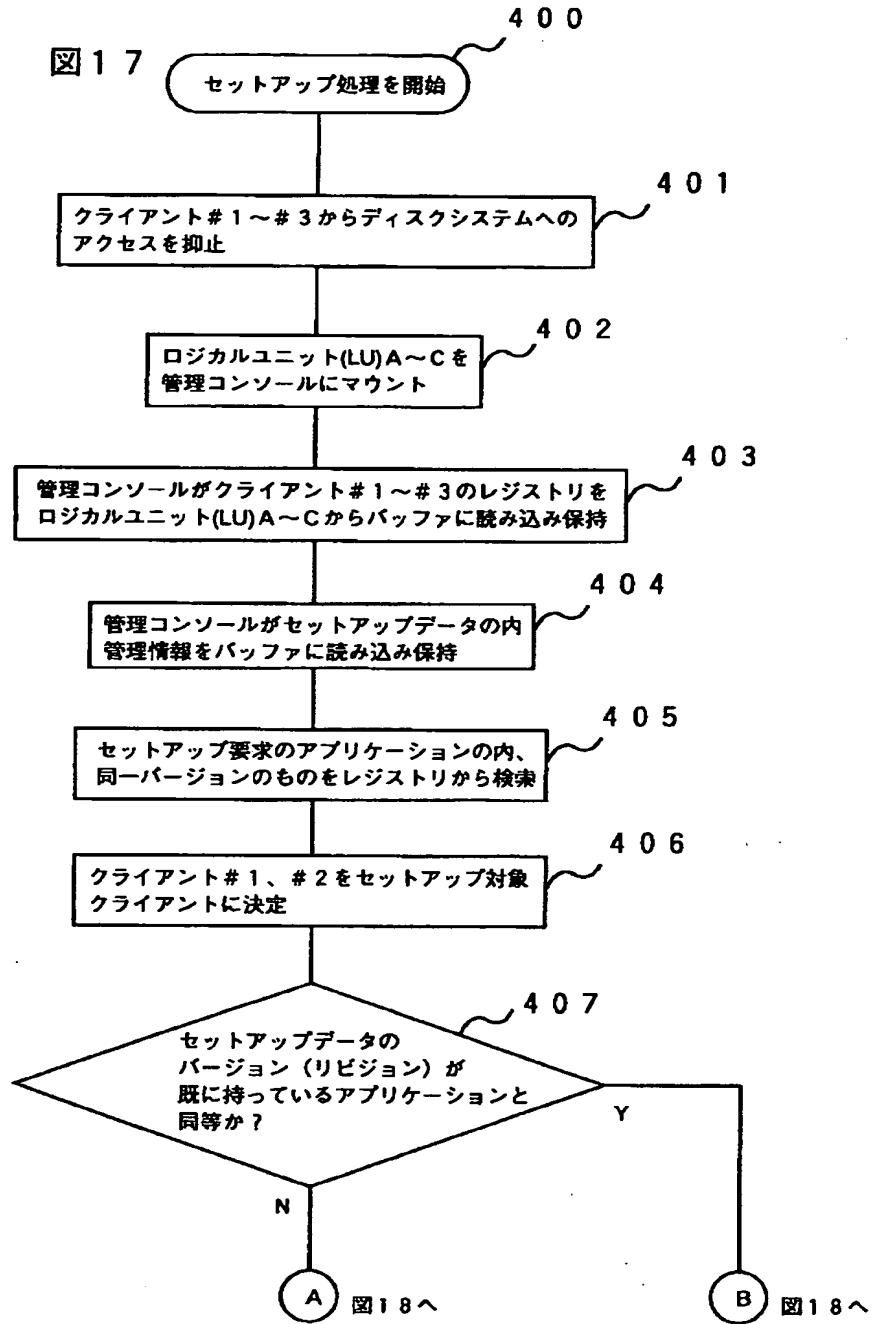 図17
400
セットアップ処理を開始
401
クライアント#1～#3からディスクシステムへの
アクセスを抑止
402
ロジカルユニット(LU)A～Cを
管理コンソールにマウント
403
管理コンソールがクライアント#1～#3のレジストリを
ロジカルユニット(LU)A～Cからバッファに読み込み保持
404
管理コンソールがセットアップデータの内
管理情報をバッファに読み込み保持
405
セットアップ要求のアプリケーションの内、
同一バージョンのものをレジストリから検索
406
クライアント#1、#2をセットアップ対象
クライアントに決定
407
セットアップデータの
バージョン（リビジョン）が
既に持っているアプリケーションと
同等か？
Y
N
A 図18へ
B 図18へ